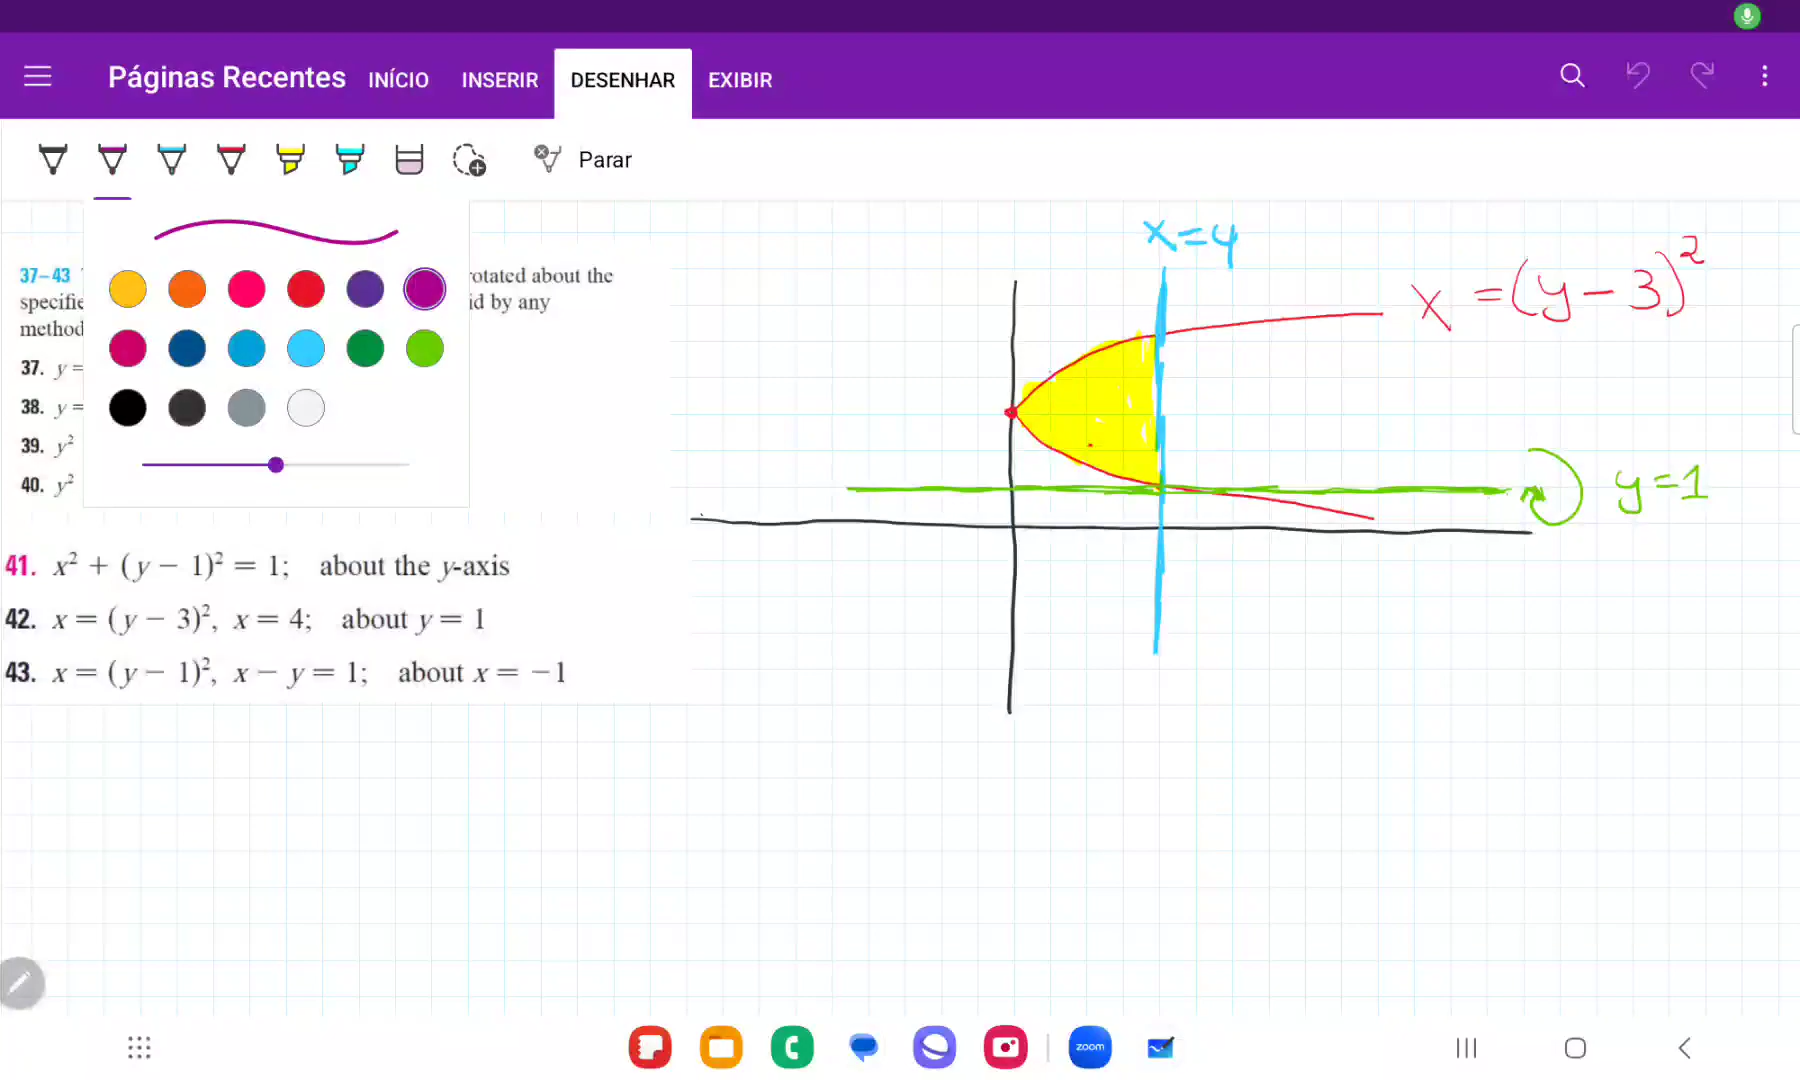 Páginas Recentes INÍCIO INSERIR DESENHAR EXIBIR
Parar
37–43 rotated about the
specifie id by any
method
37. y =
38. y =
39. y²
40. y²
41. x² + (y − 1)² = 1; about the y-axis
42. x = (y − 3)², x = 4; about y = 1
43. x = (y − 1)², x − y = 1; about x = −1
x=4
x = (y − 3)²
y=1
zoom